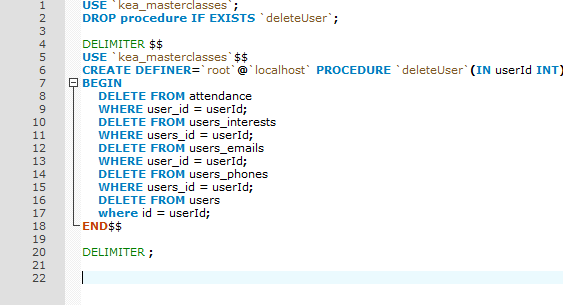 1 USE `kea_masterclasses`;
2 DROP procedure IF EXISTS `deleteUser`;
3
4 DELIMITER $$
5 USE `kea_masterclasses`$$
6 CREATE DEFINER=`root`@`localhost` PROCEDURE `deleteUser`(IN userId INT)
7 BEGIN
8 DELETE FROM attendance
9 WHERE user_id = userId;
10 DELETE FROM users_interests
11 WHERE users_id = userId;
12 DELETE FROM users_emails
13 WHERE user_id = userId;
14 DELETE FROM users_phones
15 WHERE users_id = userId;
16 DELETE FROM users
17 where id = userId;
18 END$$
19
20 DELIMITER ;
21
22